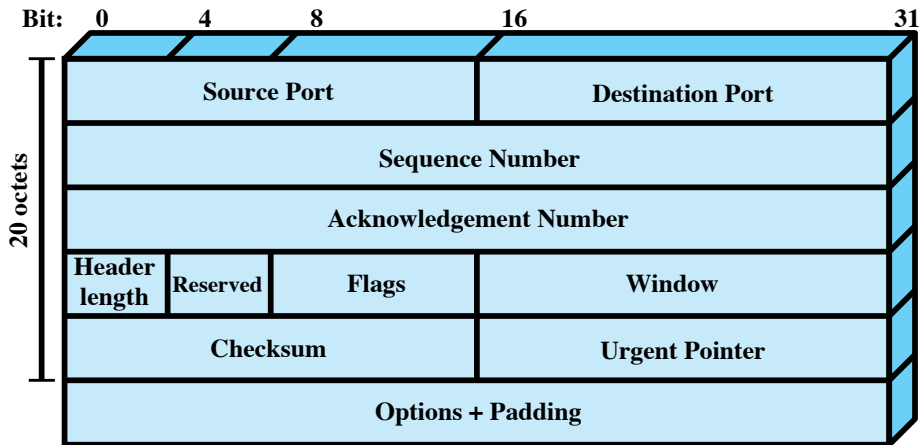 Bit: 0 4 8 16 31
Source Port Destination Port
Sequence Number
Acknowledgement Number
20 octets
Header
length
Reserved Flags Window
Checksum Urgent Pointer
Options + Padding